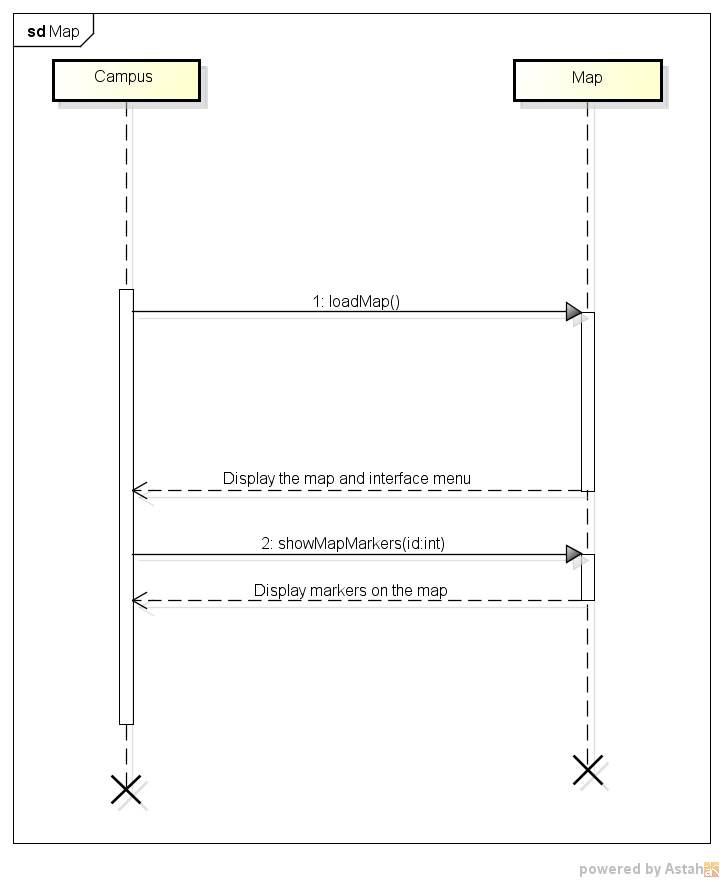 sd Map
Campus
Map
1: loadMap()
Display the map and interface menu
2: showMapMarkers(id:int)
Display markers on the map
powered by Astah